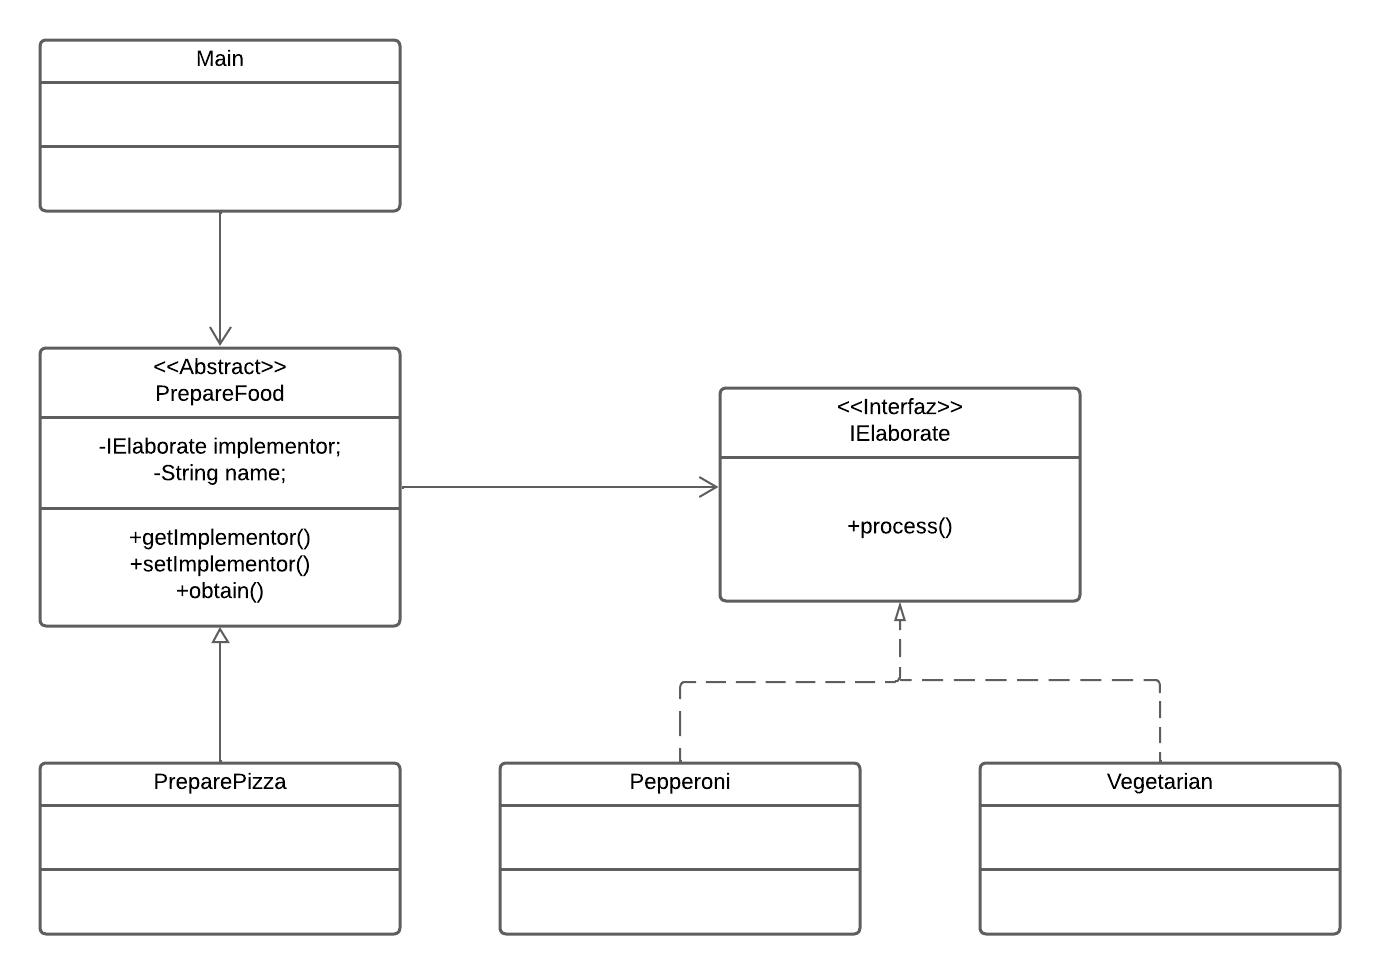 Main
<<Abstract>>
PrepareFood
-IElaborate implementor;
-String name;
+getImplementor()
+setImplementor()
+obtain()
<<Interfaz>>
IElaborate
+process()
PreparePizza
Pepperoni
Vegetarian